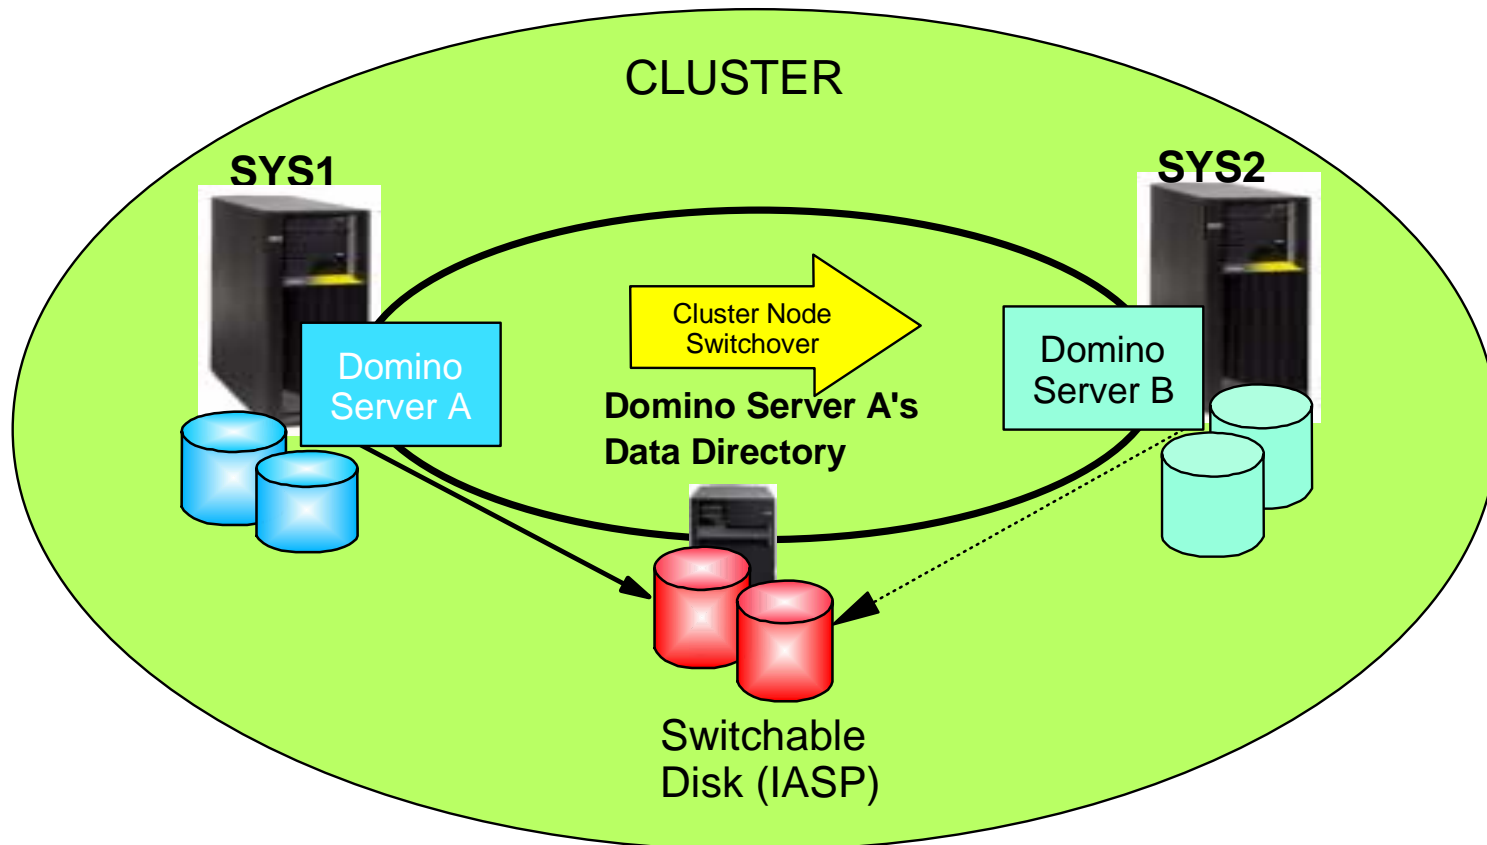 CLUSTER
SYS1
SYS2
Cluster Node
Switchover
Domino
Server A
Domino
Server B
Domino Server A's
Data Directory
Switchable
Disk (IASP)